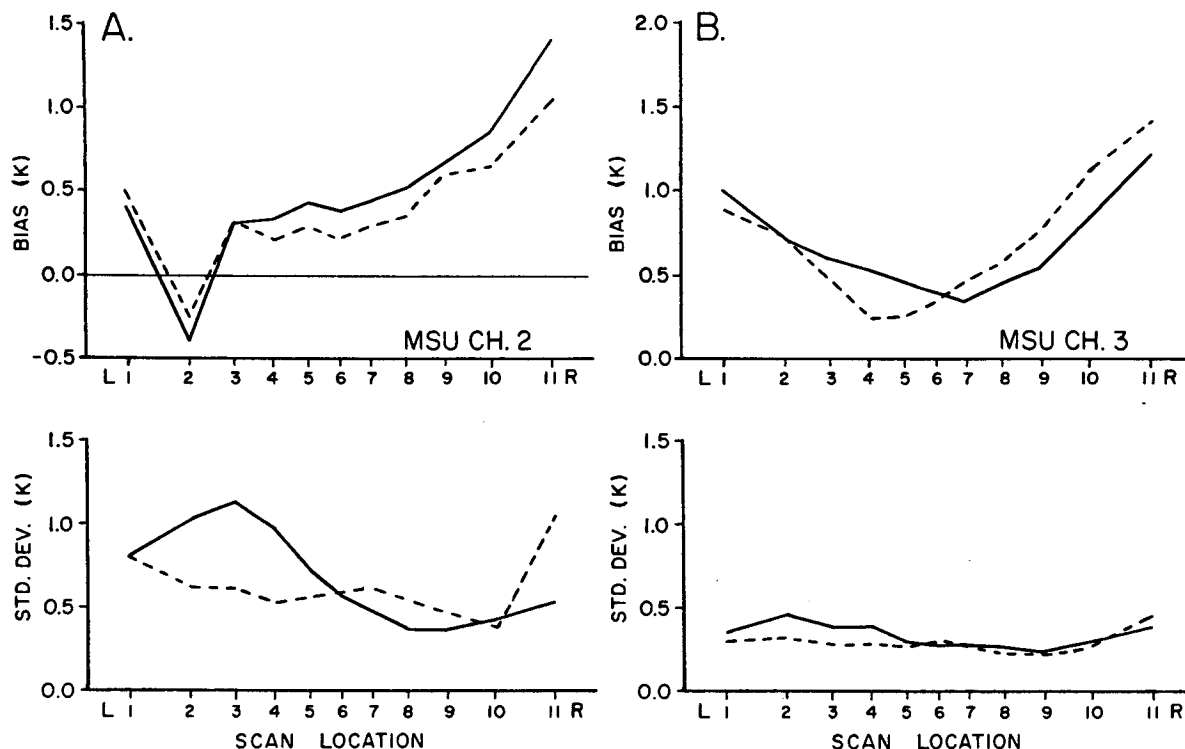 A.
1.5
1.0
0.5
0.0
-0.5
BIAS (K)
MSU CH. 2
L 1 2 3 4 5 6 7 8 9 10 11 R
B.
2.0
1.5
1.0
0.5
0.0
BIAS (K)
MSU CH. 3
L 1 2 3 4 5 6 7 8 9 10 11 R
1.5
1.0
0.5
0.0
STD. DEV. (K)
L 1 2 3 4 5 6 7 8 9 10 11 R
SCAN LOCATION
1.5
1.0
0.5
0.0
STD. DEV. (K)
L 1 2 3 4 5 6 7 8 9 10 11 R
SCAN LOCATION